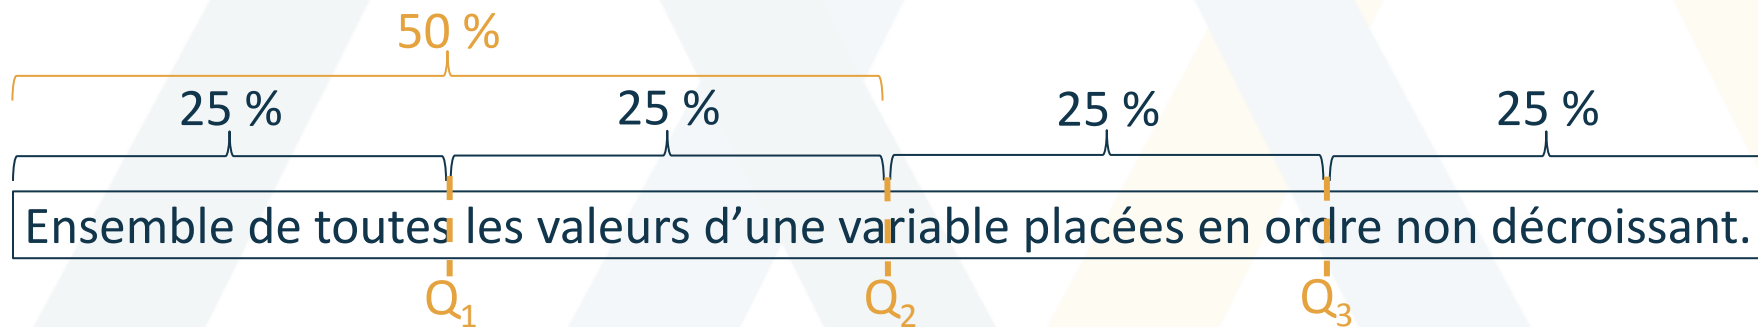 50 %
25 % 25 % 25 % 25 %
Ensemble de toutes les valeurs d’une variable placées en ordre non décroissant.
Q1 Q2 Q3